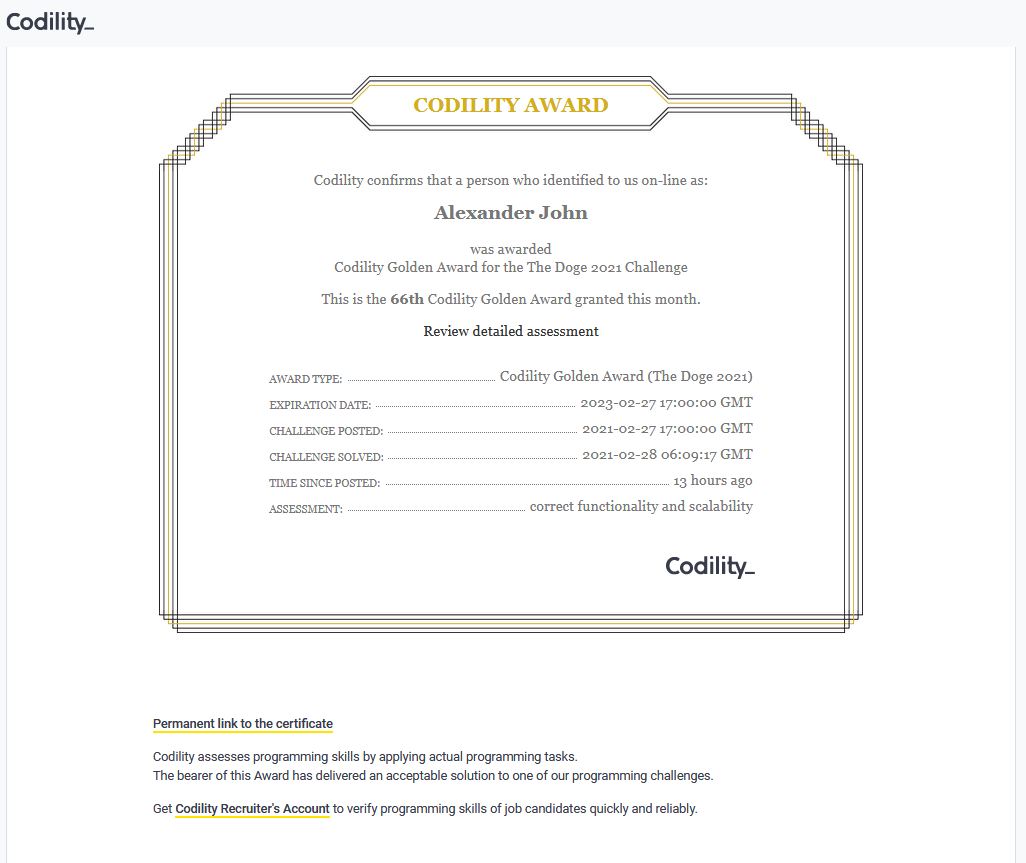 Codility_
CODILITY AWARD
Codility confirms that a person who identified to us on-line as:
Alexander John
was awarded
Codility Golden Award for the The Doge 2021 Challenge
This is the 66th Codility Golden Award granted this month.
Review detailed assessment
AWARD TYPE: Codility Golden Award (The Doge 2021)
EXPIRATION DATE: 2023-02-27 17:00:00 GMT
CHALLENGE POSTED: 2021-02-27 17:00:00 GMT
CHALLENGE SOLVED: 2021-02-28 06:09:17 GMT
TIME SINCE POSTED: 13 hours ago
ASSESSMENT: correct functionality and scalability
Codility_
Permanent link to the certificate
Codility assesses programming skills by applying actual programming tasks.
The bearer of this Award has delivered an acceptable solution to one of our programming challenges.
Get Codility Recruiter's Account to verify programming skills of job candidates quickly and reliably.